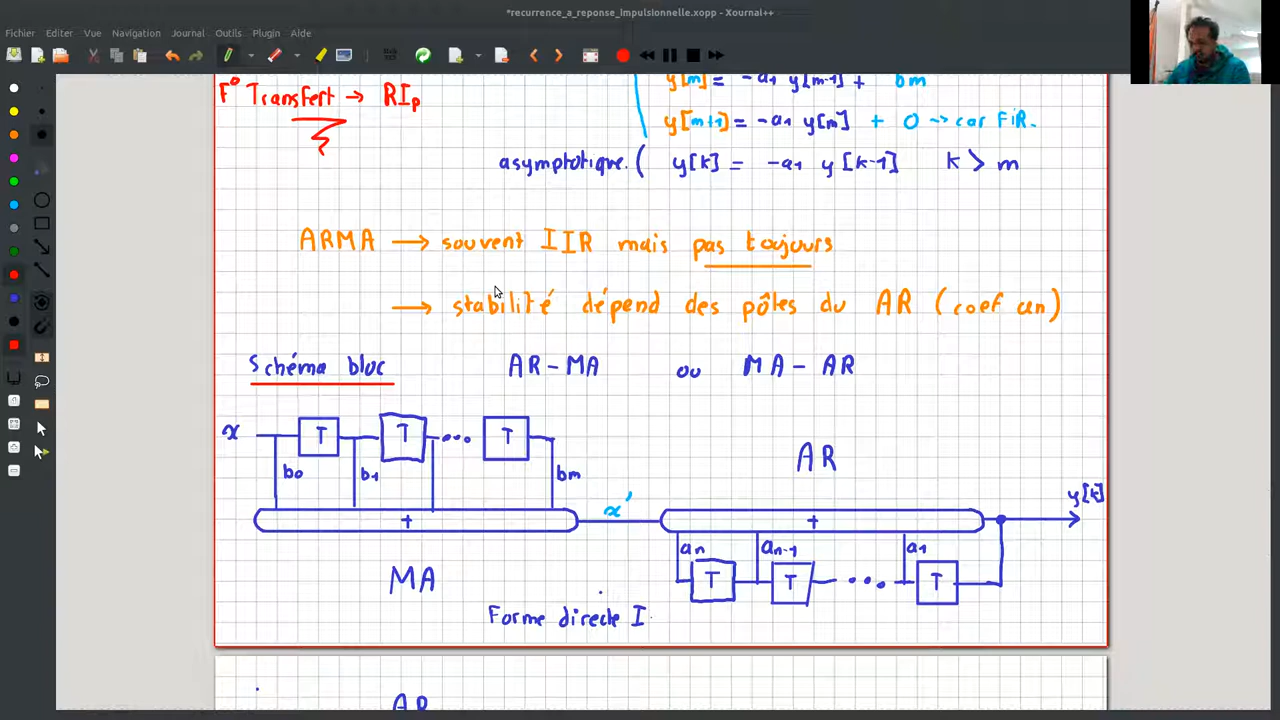 *recurrence_a_reponse_impulsionnelle.xopp - Xournal++
Fichier Editer Vue Navigation Journal Outils Plugin Aide
y[m] = -a1 y[m-1] + bm
F° Transfert → RIp
y[m+1] = -a1 y[m] + 0 → car FiR.
asymptotique. ( y[k] = -a1 y[k-1] k > m
ARMA → souvent IIR mais pas toujours
→ stabilité dépend des pôles du AR (coef an)
Schéma bloc AR-MA ou MA-AR
x T T ... T
AR
b0 b1 bm
y[k]
+ x' +
an an-1 a1
MA
T T ... T
Forme directe I
AR